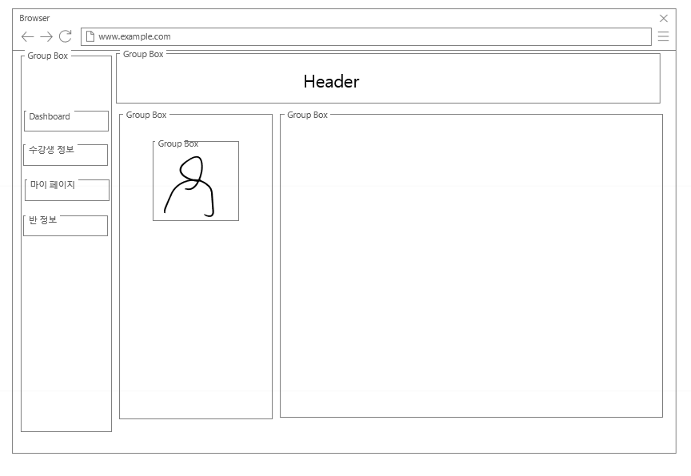 Browser
www.example.com
Group Box
Group Box
Header
Dashboard
수강생 정보
마이 페이지
반 정보
Group Box
Group Box
Group Box